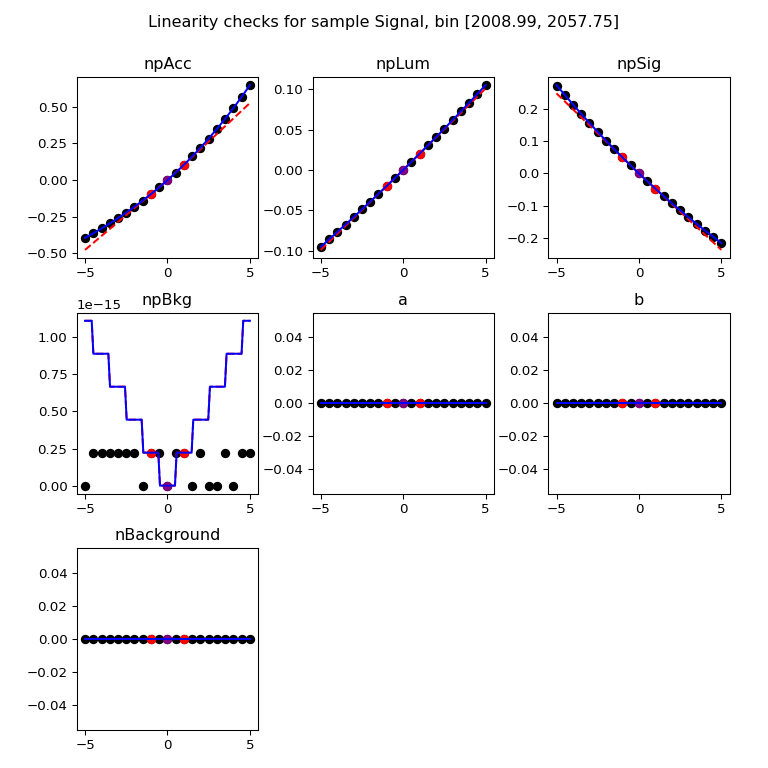 Linearity checks for sample Signal, bin [2008.99, 2057.75]
npAcc
npLum
npSig
0.50
0.25
0.00
−0.25
−0.50
0.10
0.05
0.00
−0.05
−0.10
0.2
0.1
0.0
−0.1
−0.2
−5 0 5
−5 0 5
−5 0 5
npBkg
a
b
1e−15
1.00
0.75
0.50
0.25
0.00
0.04
0.02
0.00
−0.02
−0.04
0.04
0.02
0.00
−0.02
−0.04
−5 0 5
−5 0 5
−5 0 5
nBackground
0.04
0.02
0.00
−0.02
−0.04
−5 0 5